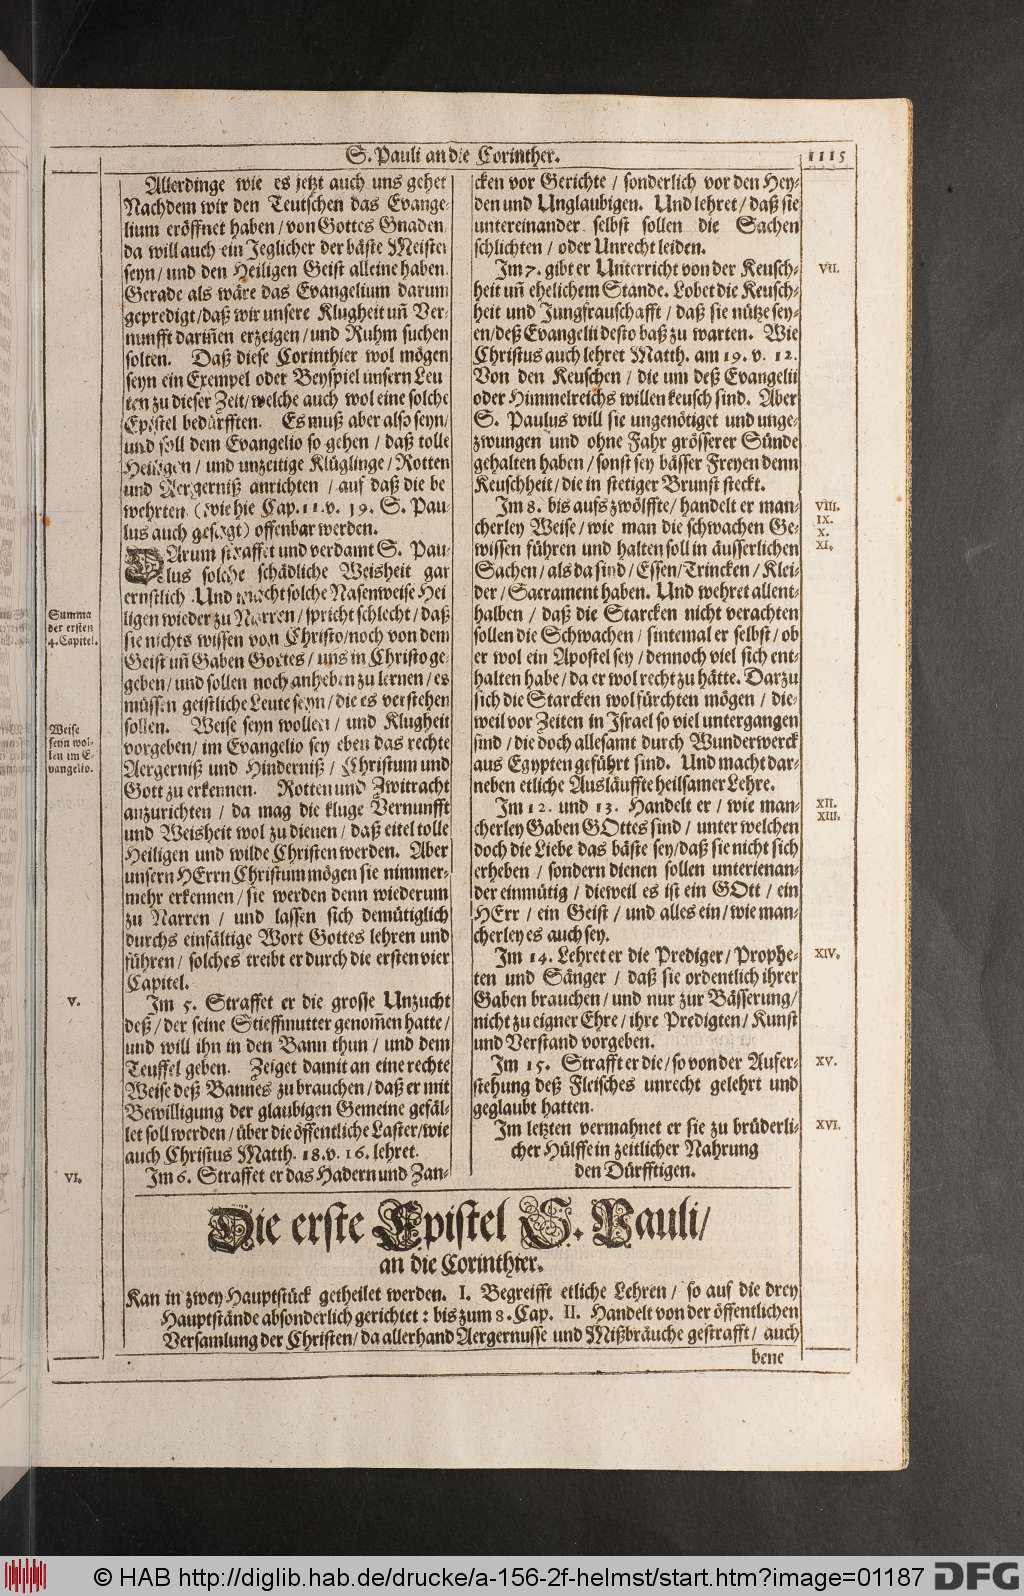 S. Pauli an die Corinther.
1115
Allerdinge wie es jetzt auch uns gehet
Nachdem wir den Teutschen das Evange-
lium eröffnet haben / von Gottes Gnaden
da will auch ein Jeglicher der bäste Meister
seyn / und den Heiligen Geist alleine haben.
Gerade als wäre das Evangelium darum
gepredigt / daß wir unsere Klugheit uñ Ver-
nunfft dariñen erzeigen / und Ruhm suchen
solten. Daß diese Corinthier wol mögen
seyn ein Exempel oder Beyspiel unsern Leu
ten zu dieser Zeit / welche auch wol eine solche
Epistel bedürfften. Es muß aber also seyn /
und soll dem Evangelio so gehen / daß tolle
Heiligen / und unzeitige Klüglinge / Rotten
und Aergerniß anrichten / auf daß die be
wehrten (wie hie Cap. 11. v. 19. S. Pau
lus auch gesagt) offenbar werden.
DArum straffet und verdamt S. Pau-
lus solche schädliche Weisheit gar
ernstlich. Und macht solche Nasenweise Hei
ligen wieder zu Narren / spricht schlecht / daß
sie nichts wissen von Christo / noch von dem
Geist uñ Gaben Gottes / uns in Christo ge-
geben / und sollen noch anheben zu lernen / es
müssen geistliche Leute seyn / die es verstehen
sollen. Weise seyn wollen / und Klugheit
vorgeben / im Evangelio sey eben das rechte
Aergerniß und Hinderniß / Christum und
Gott zu erkennen. Rotten und Zwitracht
anzurichten / da mag die kluge Vernunfft
und Weisheit wol zu dienen / daß eitel tolle
Heiligen und wilde Christen werden. Aber
unsern HErrn Christum mögen sie nimmer-
mehr erkennen / sie werden denn wiederum
zu Narren / und lassen sich demütiglich
durchs einfältige Wort Gottes lehren und
führen / solches treibt er durch die ersten vier
Capitel.
Im 5. Straffet er die grosse Unzucht
deß / der seine Stieffmutter genom̃en hatte /
und will ihn in den Bann thun / und dem
Teuffel geben. Zeiget damit an eine rechte
Weise deß Bannes zu brauchen / daß er mit
Bewilligung der glaubigen Gemeine gefäl-
let soll werden / über die öffentliche Laster / wie
auch Christus Matth. 18. v. 16. lehret.
Im 6. Straffet er das Hadern und Zan-
Summa
der ersten
4. Capitel.
Weise
seyn wol-
len im E-
vangelio.
V.
VI.
cken vor Gerichte / sonderlich vor den Hey-
den und Unglaubigen. Und lehret / daß sie
untereinander selbst sollen die Sachen
schlichten / oder Unrecht leiden.
Im 7. gibt er Unterricht von der Keusch-
heit uñ ehelichem Stande. Lobet die Keusch-
heit und Jungfrauschafft / daß sie nütze sey-
en / deß Evangelii desto baß zu warten. Wie
Christus auch lehret Matth. am 19. v. 12.
Von den Keuschen / die um deß Evangelii
oder Himmelreichs willen keusch sind. Aber
S. Paulus will sie ungenötiget und unge-
zwungen und ohne Fahr grösserer Sünde
gehalten haben / sonst sey bässer Freyen denn
Keuschheit / die in stetiger Brunst steckt.
Im 8. bis aufs zwölffte / handelt er man-
cherley Weise / wie man die schwachen Ge-
wissen führen und halten soll in äusserlichen
Sachen / als da sind / Essen / Trincken / Klei-
der / Sacrament haben. Und wehret allent-
halben / daß die Starcken nicht verachten
sollen die Schwachen / sintemal er selbst / ob
er wol ein Apostel sey / dennoch viel sich ent-
halten habe / da er wol recht zu hätte. Darzu
sich die Starcken wol fürchten mögen / die-
weil vor Zeiten in Israel so viel untergangen
sind / die doch allesamt durch Wunderwerck
aus Egypten geführt sind. Und macht dar-
neben etliche Ausläuffte heilsamer Lehre.
Im 12. und 13. Handelt er / wie man-
cherley Gaben GOttes sind / unter welchen
doch die Liebe das bäste sey / daß sie nicht sich
erheben / sondern dienen sollen unterienan-
der einmütig / dieweil es ist ein GOtt / ein
HErr / ein Geist / und alles ein / wie man-
cherley es auch sey.
Im 14. Lehret er die Prediger / Prophe-
ten und Sänger / daß sie ordentlich ihrer
Gaben brauchen / und nur zur Bässerung /
nicht zu eigner Ehre / ihre Predigten / Kunst
und Verstand vorgeben.
Im 15. Strafft er die / so von der Aufer-
stehung deß Fleisches unrecht gelehrt und
geglaubt hatten.
Im letzten vermahnet er sie zu brüderli-
cher Hülffe in zeitlicher Nahrung
den Dürfftigen.
VII.
VIII.
IX.
X.
XI.
XII.
XIII.
XIV.
XV.
XVI.
Die erste Epistel S. Pauli /
an die Corinthier.
Kan in zwey Hauptstück getheilet werden. I. Begreifft etliche Lehren / so auf die drey
Hauptstände absonderlich gerichtet: bis zum 8. Cap. II. Handelt von der öffentlichen
Versamlung der Christen / da allerhand Aergernusse und Mißbräuche gestrafft / auch
bene
© HAB http://diglib.hab.de/drucke/a-156-2f-helmst/start.htm?image=01187
DFG